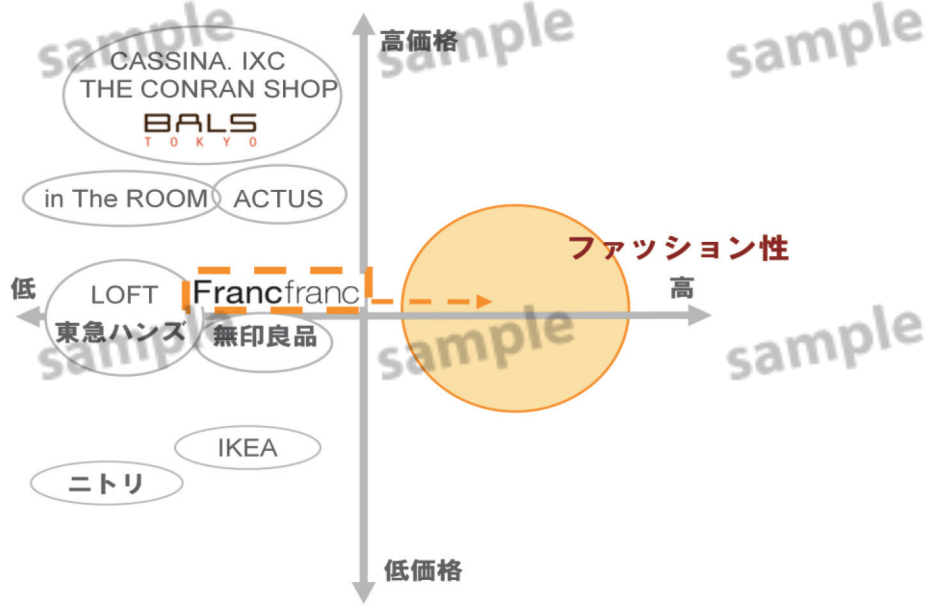 sample
sample
sample
高価格
CASSINA. IXC
THE CONRAN SHOP
BALS
TOKYO
in The ROOM
ACTUS
ファッション性
低
高
LOFT
東急ハンズ
Francfranc
無印良品
sample
sample
sample
IKEA
ニトリ
低価格